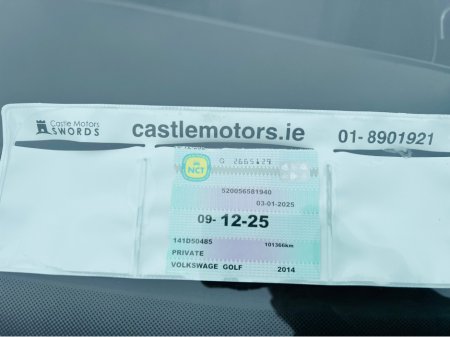 Castle Motors
SWORDS
castlemotors.ie
01-8901921
NCT
G 2665127
520056581940
03-01-2025
09-12-25
141D50485
101366km
PRIVATE
VOLKSWAGE GOLF 2014